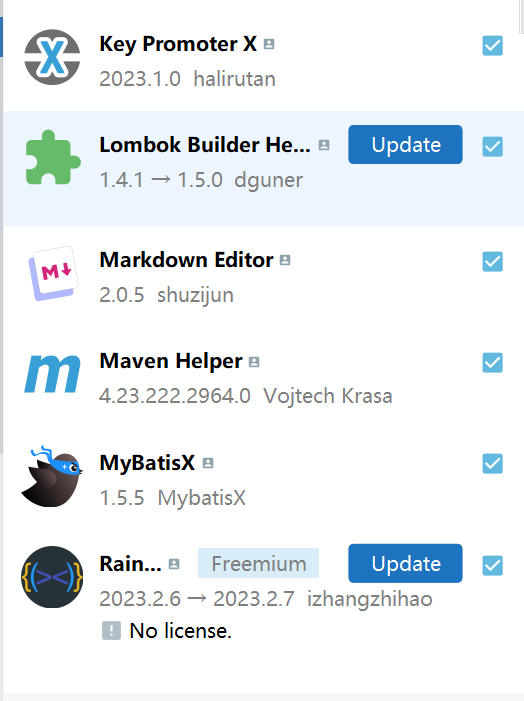 Key Promoter X
2023.1.0 halirutan
Lombok Builder He... Update
1.4.1 → 1.5.0 dguner
Markdown Editor
2.0.5 shuzijun
Maven Helper
4.23.222.2964.0 Vojtech Krasa
MyBatisX
1.5.5 MybatisX
Rain... Freemium Update
2023.2.6 → 2023.2.7 izhangzhihao
No license.